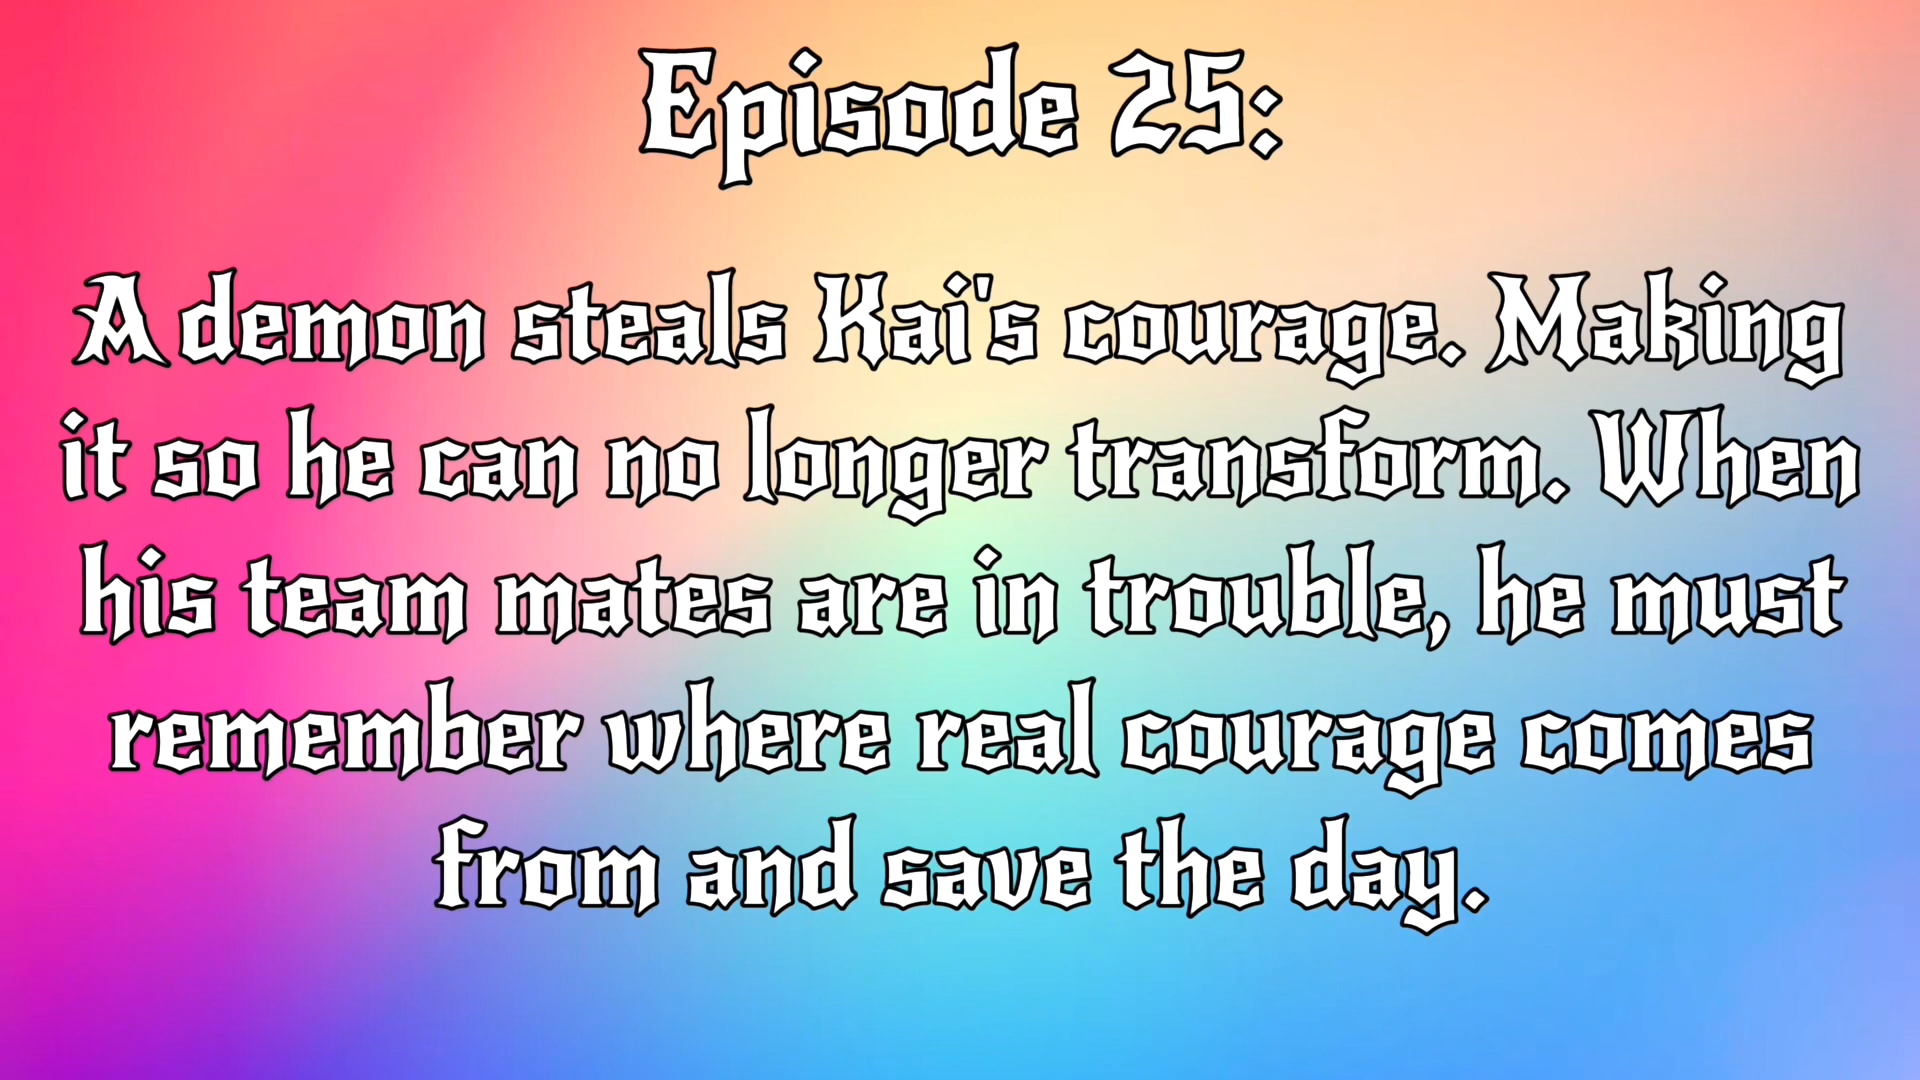 Episode 25:
A demon steals Kai's courage. Making
it so he can no longer transform. When
his team mates are in trouble, he must
remember where real courage comes
from and save the day.